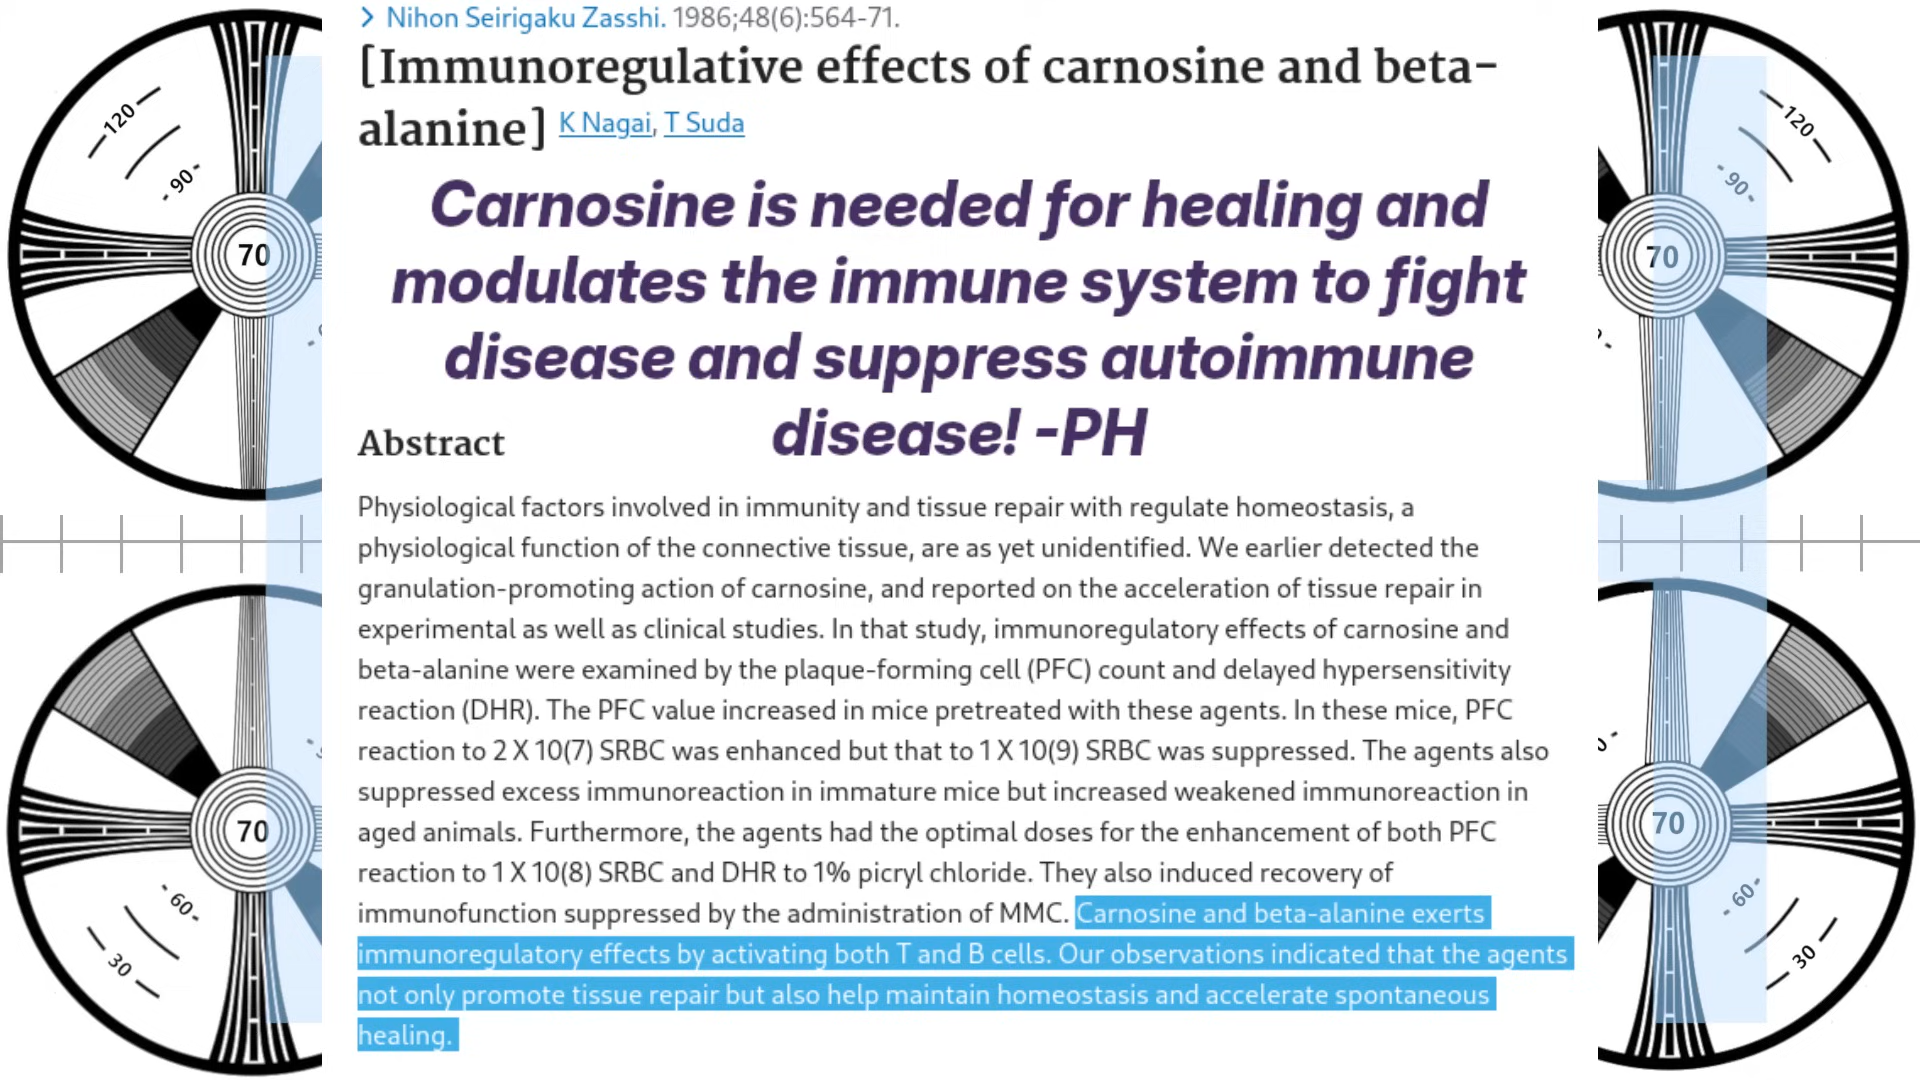 Nihon Seirigaku Zasshi. 1986;48(6):564-71.
[Immunoregulative effects of carnosine and beta-
alanine] K Nagai, T Suda
Carnosine is needed for healing and
modulates the immune system to fight
disease and suppress autoimmune
disease! -PH
Abstract
Physiological factors involved in immunity and tissue repair with regulate homeostasis, a
physiological function of the connective tissue, are as yet unidentified. We earlier detected the
granulation-promoting action of carnosine, and reported on the acceleration of tissue repair in
experimental as well as clinical studies. In that study, immunoregulatory effects of carnosine and
beta-alanine were examined by the plaque-forming cell (PFC) count and delayed hypersensitivity
reaction (DHR). The PFC value increased in mice pretreated with these agents. In these mice, PFC
reaction to 2 X 10(7) SRBC was enhanced but that to 1 X 10(9) SRBC was suppressed. The agents also
suppressed excess immunoreaction in immature mice but increased weakened immunoreaction in
aged animals. Furthermore, the agents had the optimal doses for the enhancement of both PFC
reaction to 1 X 10(8) SRBC and DHR to 1% picryl chloride. They also induced recovery of
immunofunction suppressed by the administration of MMC. Carnosine and beta-alanine exerts
immunoregulatory effects by activating both T and B cells. Our observations indicated that the agents
not only promote tissue repair but also help maintain homeostasis and accelerate spontaneous
healing.
120
- 90 -
70
120
- 90 -
70
70
- 60 -
30
70
- 60 -
30